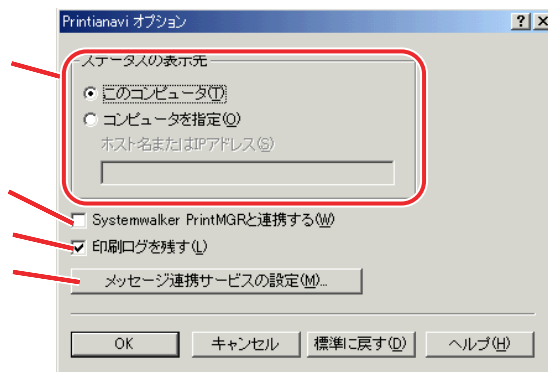 Printianavi オプション
ステータスの表示先
このコンピュータ(T)
コンピュータを指定(O)
ホスト名またはIPアドレス(S)
Systemwalker PrintMGRと連携する(W)
印刷ログを残す(L)
メッセージ連携サービスの設定(M)...
OK キャンセル 標準に戻す(D) ヘルプ(H)